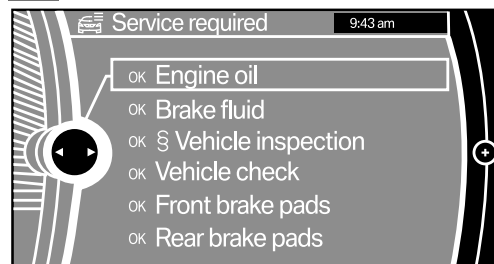 Service required 9:43 am
OK Engine oil
OK Brake fluid
OK § Vehicle inspection
OK Vehicle check
OK Front brake pads
OK Rear brake pads